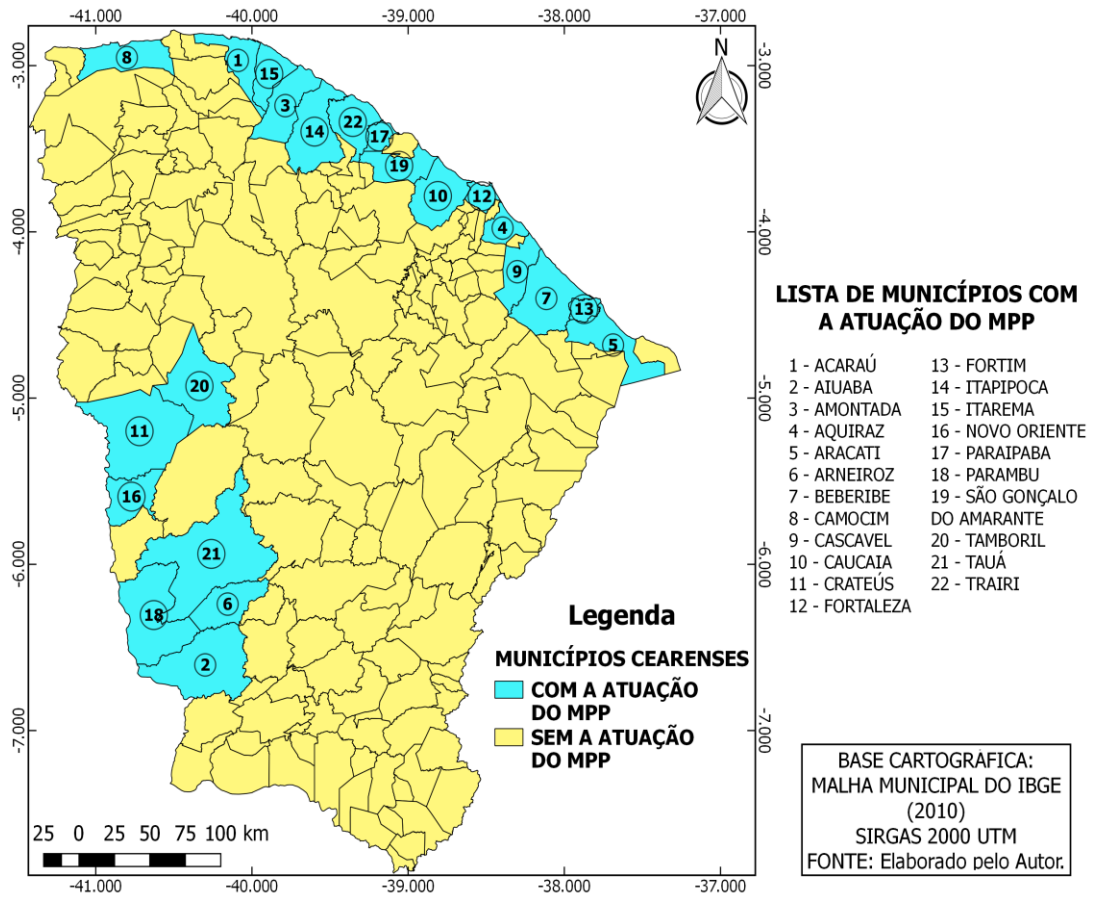 -41.000 -40.000 -39.000 -38.000 -37.000
-3.000
-4.000
-5.000
-6.000
-7.000
-3.000
-4.000
-5.000
-6.000
-7.000
N
8
1
15
3
14
22
17
19
10
12
4
9
7
13
5
20
11
16
21
18
6
2
LISTA DE MUNICÍPIOS COM
A ATUAÇÃO DO MPP
1 - ACARAÚ
2 - AIUABA
3 - AMONTADA
4 - AQUIRAZ
5 - ARACATI
6 - ARNEIROZ
7 - BEBERIBE
8 - CAMOCIM
9 - CASCAVEL
10 - CAUCAIA
11 - CRATEÚS
12 - FORTALEZA
13 - FORTIM
14 - ITAPIPOCA
15 - ITAREMA
16 - NOVO ORIENTE
17 - PARAIPABA
18 - PARAMBU
19 - SÃO GONÇALO
DO AMARANTE
20 - TAMBORIL
21 - TAUÁ
22 - TRAIRI
Legenda
MUNICÍPIOS CEARENSES
COM A ATUAÇÃO
DO MPP
SEM A ATUAÇÃO
DO MPP
25 0 25 50 75 100 km
BASE CARTOGRÁFICA:
MALHA MUNICIPAL DO IBGE
(2010)
SIRGAS 2000 UTM
FONTE: Elaborado pelo Autor.
-41.000 -40.000 -39.000 -38.000 -37.000